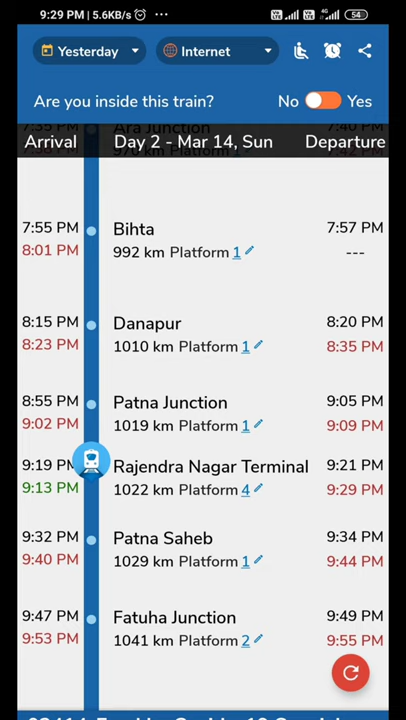 9:29 PM | 5.6KB/s
54
Yesterday Internet
Are you inside this train? No Yes
Ara Junction
Arrival Day 2 - Mar 14, Sun Departure
7:55 PM Bihta 7:57 PM
8:01 PM 992 km Platform 1 ---
8:15 PM Danapur 8:20 PM
8:23 PM 1010 km Platform 1 8:35 PM
8:55 PM Patna Junction 9:05 PM
9:02 PM 1019 km Platform 1 9:09 PM
9:19 PM Rajendra Nagar Terminal 9:21 PM
9:13 PM 1022 km Platform 4 9:29 PM
9:32 PM Patna Saheb 9:34 PM
9:40 PM 1029 km Platform 1 9:44 PM
9:47 PM Fatuha Junction 9:49 PM
9:53 PM 1041 km Platform 2 9:55 PM